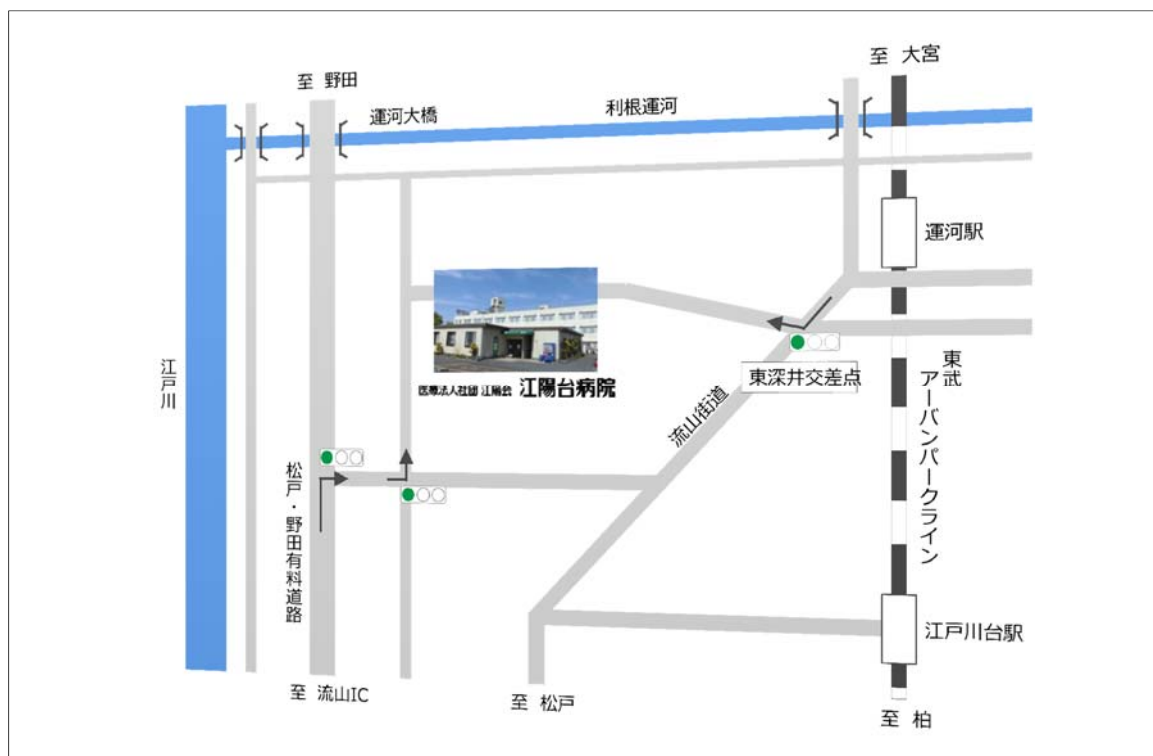 至 大宮
至 野田
運河大橋
利根運河
運河駅
医療法人社団 江陽会 江陽台病院
東深井交差点
江戸川
流山街道
東武
アーバンパークライン
松戸・野田有料道路
江戸川台駅
至 流山IC
至 松戸
至 柏